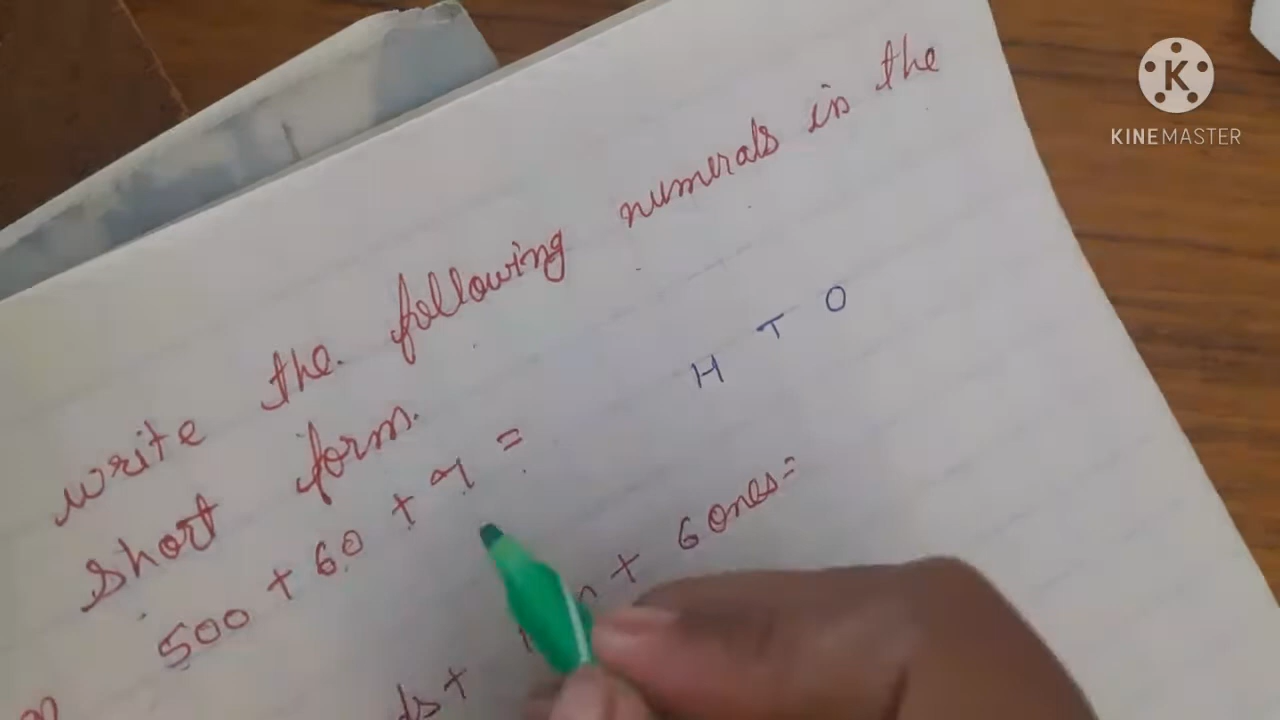 write the following numerals in the
short form.
H T O
500 + 60 + 7 =
+ 6 ones =
KINEMASTER